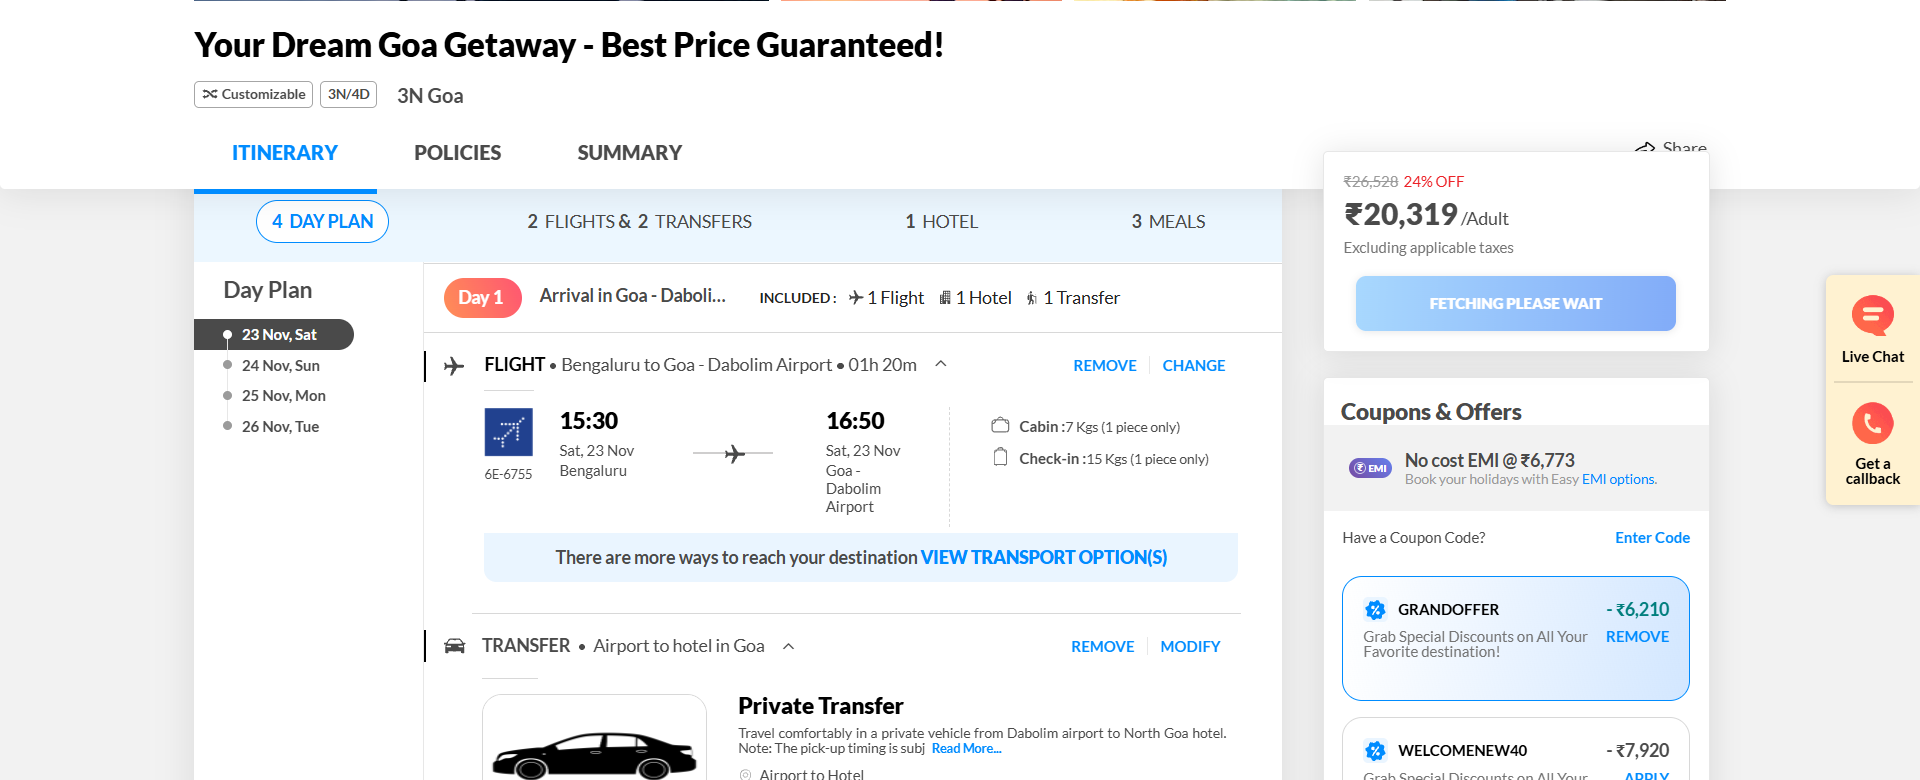 Your Dream Goa Getaway - Best Price Guaranteed!
Customizable
3N/4D
3N Goa
ITINERARY
POLICIES
SUMMARY
Share
4 DAY PLAN
2 FLIGHTS & 2 TRANSFERS
1 HOTEL
3 MEALS
Day Plan
23 Nov, Sat
24 Nov, Sun
25 Nov, Mon
26 Nov, Tue
Day 1
Arrival in Goa - Daboli...
INCLUDED :
1 Flight
1 Hotel
1 Transfer
FLIGHT • Bengaluru to Goa - Dabolim Airport • 01h 20m
REMOVE
CHANGE
6E-6755
15:30
Sat, 23 Nov
Bengaluru
16:50
Sat, 23 Nov
Goa -
Dabolim
Airport
Cabin :7 Kgs (1 piece only)
Check-in :15 Kgs (1 piece only)
There are more ways to reach your destination VIEW TRANSPORT OPTION(S)
TRANSFER • Airport to hotel in Goa
REMOVE
MODIFY
Private Transfer
Travel comfortably in a private vehicle from Dabolim airport to North Goa hotel.
Note: The pick-up timing is subj Read More...
Airport to Hotel
₹26,528 24% OFF
₹20,319 /Adult
Excluding applicable taxes
FETCHING PLEASE WAIT
Coupons & Offers
EMI
No cost EMI @ ₹6,773
Book your holidays with Easy EMI options.
Have a Coupon Code?
Enter Code
GRANDOFFER
- ₹6,210
Grab Special Discounts on All Your
Favorite destination!
REMOVE
WELCOMENEW40
- ₹7,920
Grab Special Discounts on All Your
APPLY
Live Chat
Get a
callback